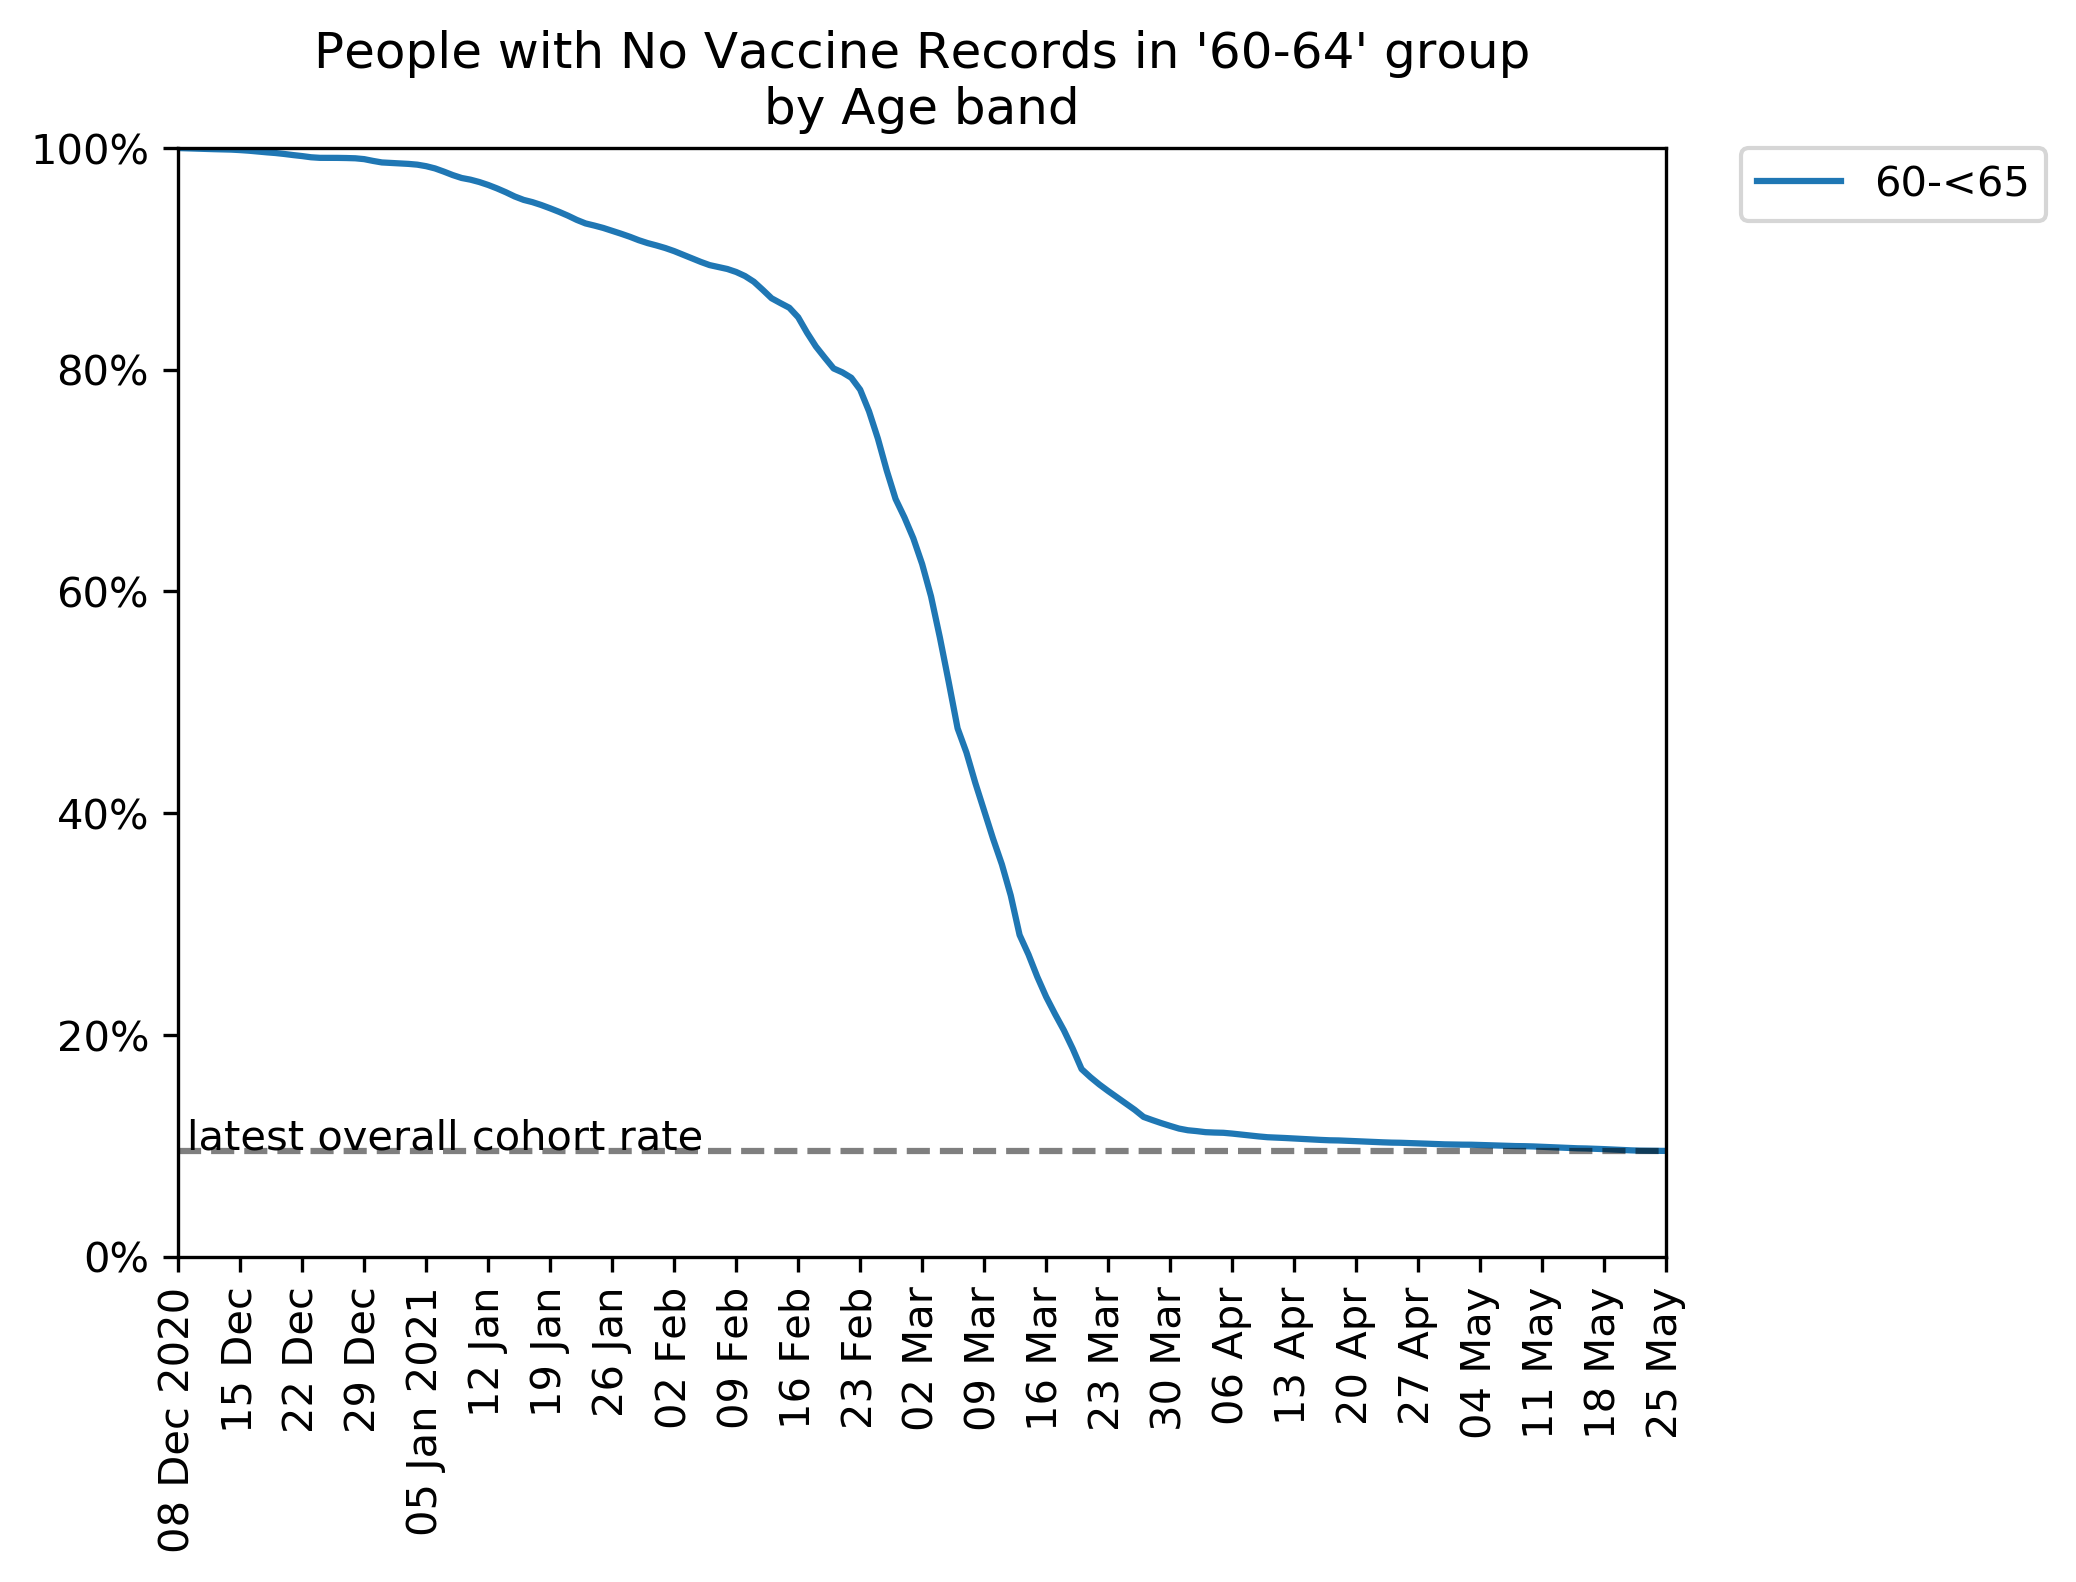 People with No Vaccine Records in '60-64' group
by Age band
100%
80%
60%
40%
20%
0%
60-<65
latest overall cohort rate
08 Dec 2020
15 Dec
22 Dec
29 Dec
05 Jan 2021
12 Jan
19 Jan
26 Jan
02 Feb
09 Feb
16 Feb
23 Feb
02 Mar
09 Mar
16 Mar
23 Mar
30 Mar
06 Apr
13 Apr
20 Apr
27 Apr
04 May
11 May
18 May
25 May